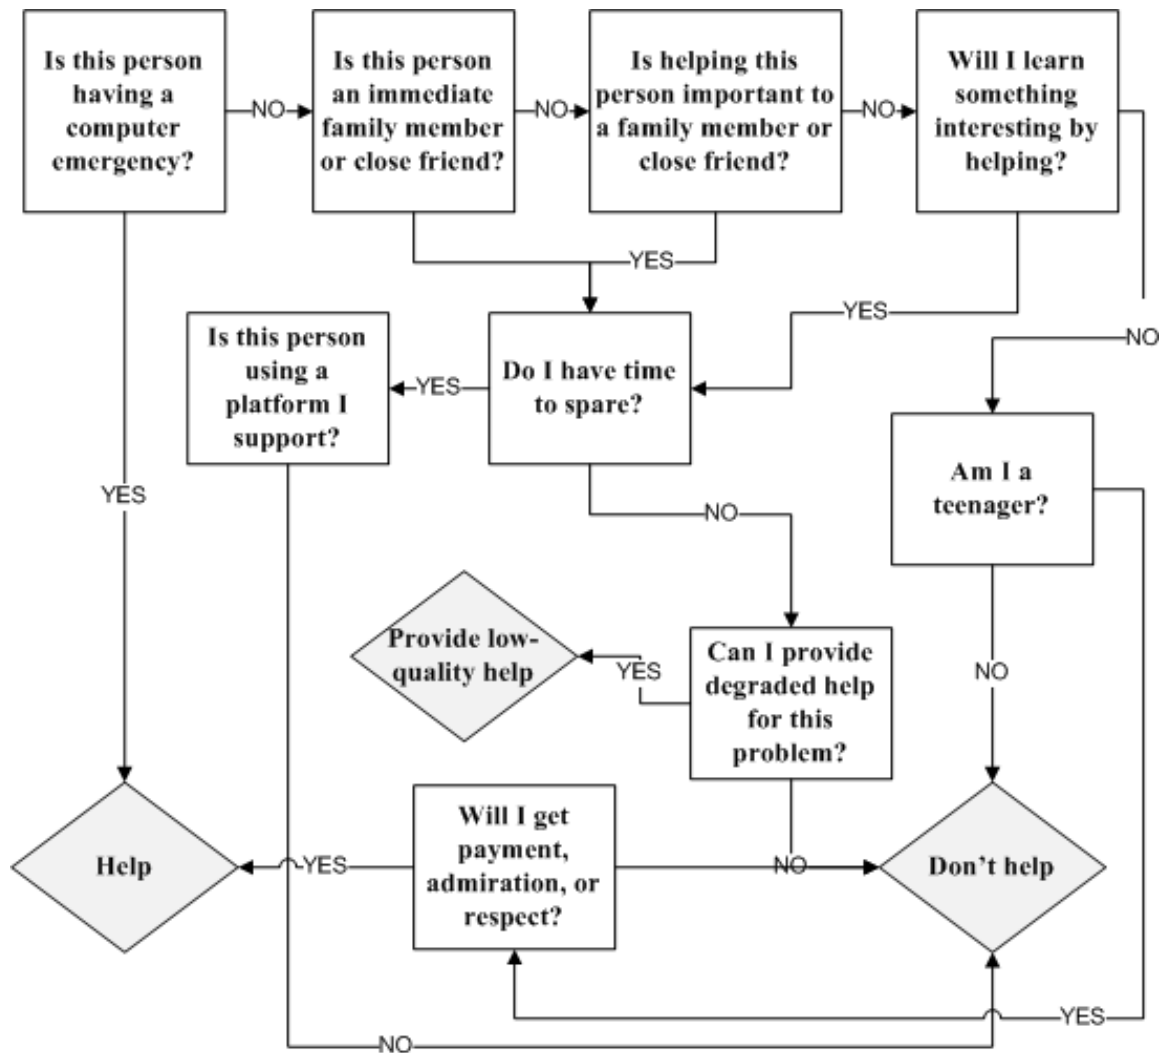 Is this person
having a
computer
emergency?
NO
Is this person
an immediate
family member
or close friend?
NO
Is helping this
person important to
a family member or
close friend?
NO
Will I learn
something
interesting by
helping?
YES
YES
NO
Is this person
using a
platform I
support?
YES
Do I have time
to spare?
Am I a
teenager?
YES
NO
Provide low-
quality help
YES
Can I provide
degraded help
for this
problem?
NO
Help
YES
Will I get
payment,
admiration, or
respect?
NO
Don’t help
YES
NO